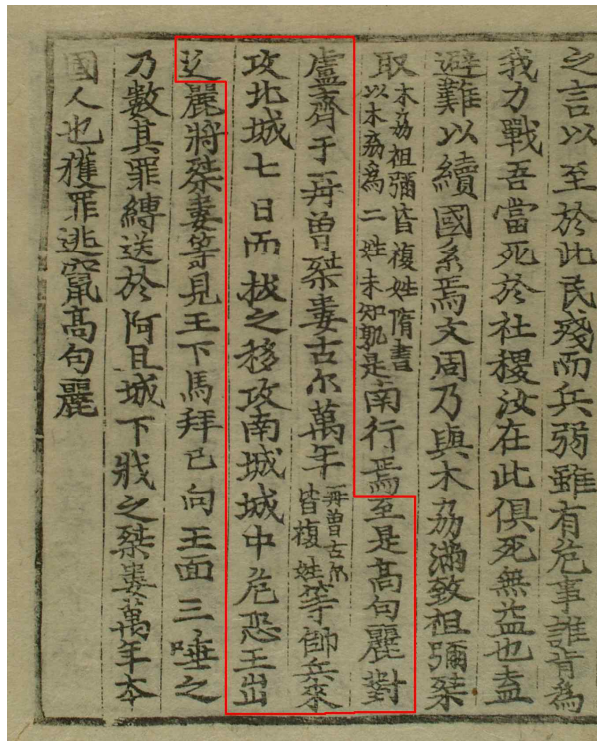 之言以至於此民殘而兵弱雖有危事誰肯爲
我力戰吾當死於社稷汝在此俱死無益也盍
避難以續國系焉文周乃與木劦滿致祖彌桀
取木劦祖彌皆複姓隋書以木劦爲二姓未知孰是南行焉至是高句麗對
盧齊于再曾桀婁古尒萬年再曾古尒皆複姓等帥兵來
攻北城七日而拔之移攻南城城中危恐王出
逃麗將桀婁等見王下馬拜已向王面三唾之
乃數其罪縛送於阿且城下戕之桀婁萬年本
國人也獲罪逃竄高句麗